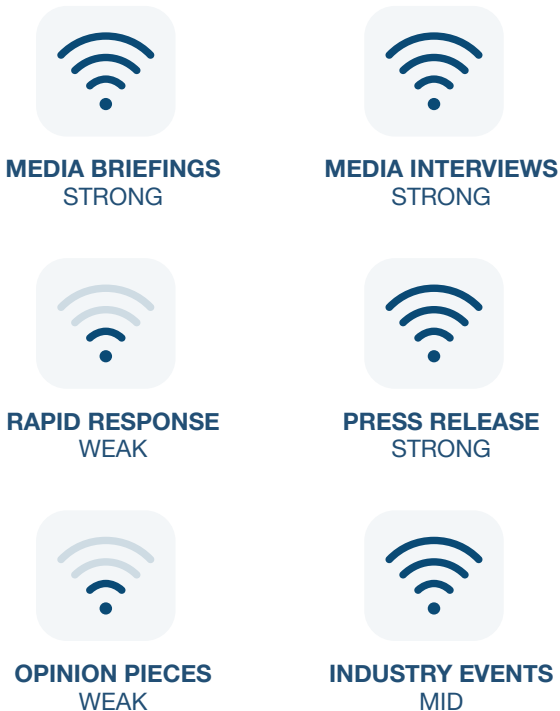 MEDIA BRIEFINGS
STRONG
MEDIA INTERVIEWS
STRONG
RAPID RESPONSE
WEAK
PRESS RELEASE
STRONG
OPINION PIECES
WEAK
INDUSTRY EVENTS
MID